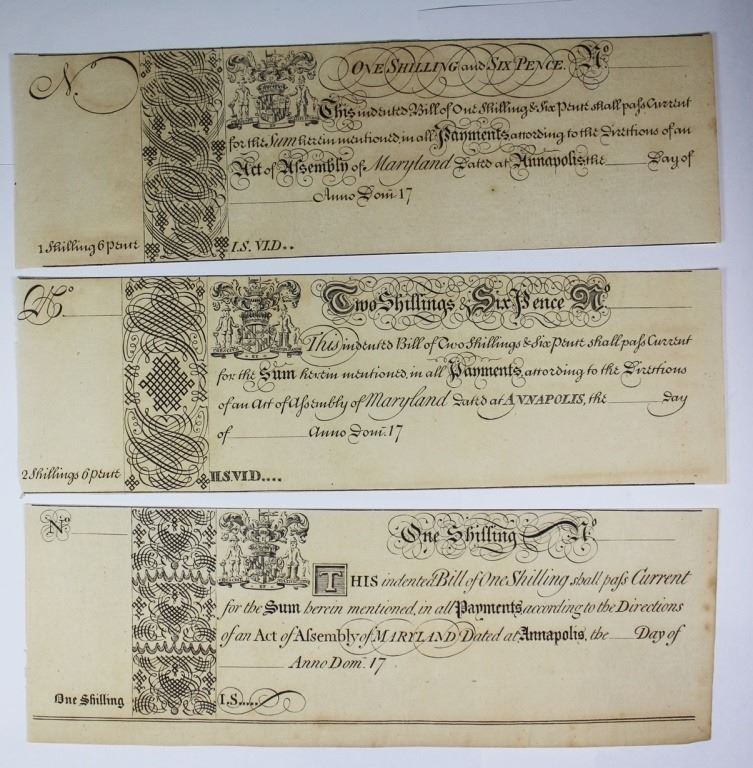 No
ONE SHILLING and SIX PENCE. No
This indented Bill of One Shilling & Six Pence shall paſs Current
for the Sum herein mentioned, in all Payments, according to the Directions of an
Act of Aſsembly of Maryland Dated at Annapolis, the Day of
Anno Dom. 17
1 Shilling 6 Pence
I.S. VI.D..
No
Two Shillings & Six Pence No
This indented Bill of Two Shillings & Six Pence shall paſs Current
for the Sum herein mentioned, in all Payments, according to the Directions
of an Act of Aſsembly of Maryland Dated at ANNAPOLIS, the Day
of Anno Dom. 17
2 Shillings 6 Pence
II.S.VI.D....
No
One Shilling No
THIS indented Bill of One Shilling shall paſs Current
for the Sum herein mentioned, in all Payments, according to the Directions
of an Act of Aſsembly of MARYLAND Dated at Annapolis, the Day of
Anno Dom. 17
One Shilling
I.S.....